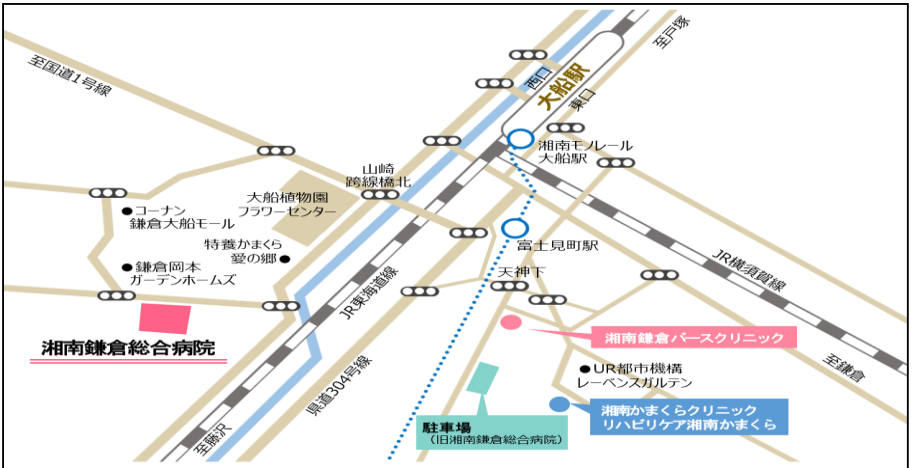 至国道1号線
西口
大船駅
東口
至戸塚
湘南モノレール
大船駅
山崎
跨線橋北
大船植物園
フラワーセンター
コーナン
鎌倉大船モール
特養かまくら
愛の郷
鎌倉岡本
ガーデンホームズ
富士見町駅
天神下
JR横須賀線
JR東海道線
湘南鎌倉総合病院
湘南鎌倉バースクリニック
県道304号線
UR都市機構
レーベンスガルテン
至鎌倉
湘南かまくらクリニック
リハビリケア湘南かまくら
駐車場
（旧湘南鎌倉総合病院）
至藤沢